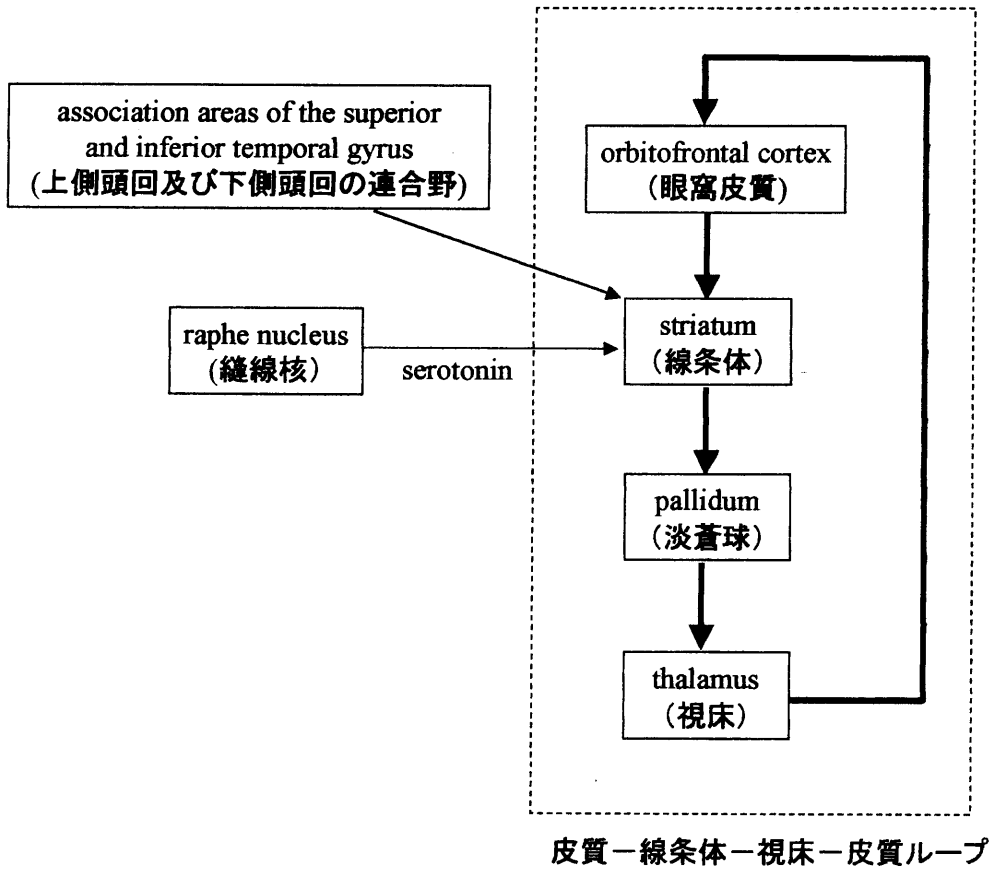 association areas of the superior
and inferior temporal gyrus
(上側頭回及び下側頭回の連合野)
orbitofrontal cortex
(眼窩皮質)
raphe nucleus
(縫線核)
serotonin
striatum
(線条体)
pallidum
(淡蒼球)
thalamus
(視床)
皮質－線条体－視床－皮質ループ